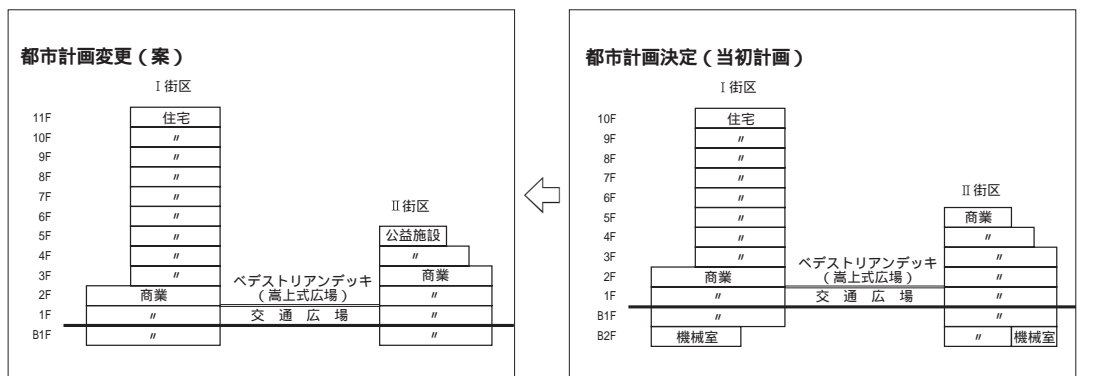 都市計画変更（案）
Ⅰ街区
11F 住宅
10F 〃
9F 〃
8F 〃
7F 〃
6F 〃
5F 〃
4F 〃
3F 〃
2F 商業
1F 〃
B1F 〃
Ⅱ街区
公益施設
〃
商業
〃
〃
〃
ペデストリアンデッキ
（嵩上式広場）
交通広場
都市計画決定（当初計画）
Ⅰ街区
10F 住宅
9F 〃
8F 〃
7F 〃
6F 〃
5F 〃
4F 〃
3F 〃
2F 商業
1F 〃
B1F 〃
B2F 機械室
Ⅱ街区
商業
〃
〃
〃
〃
〃
〃 機械室
ペデストリアンデッキ
（嵩上式広場）
交通広場